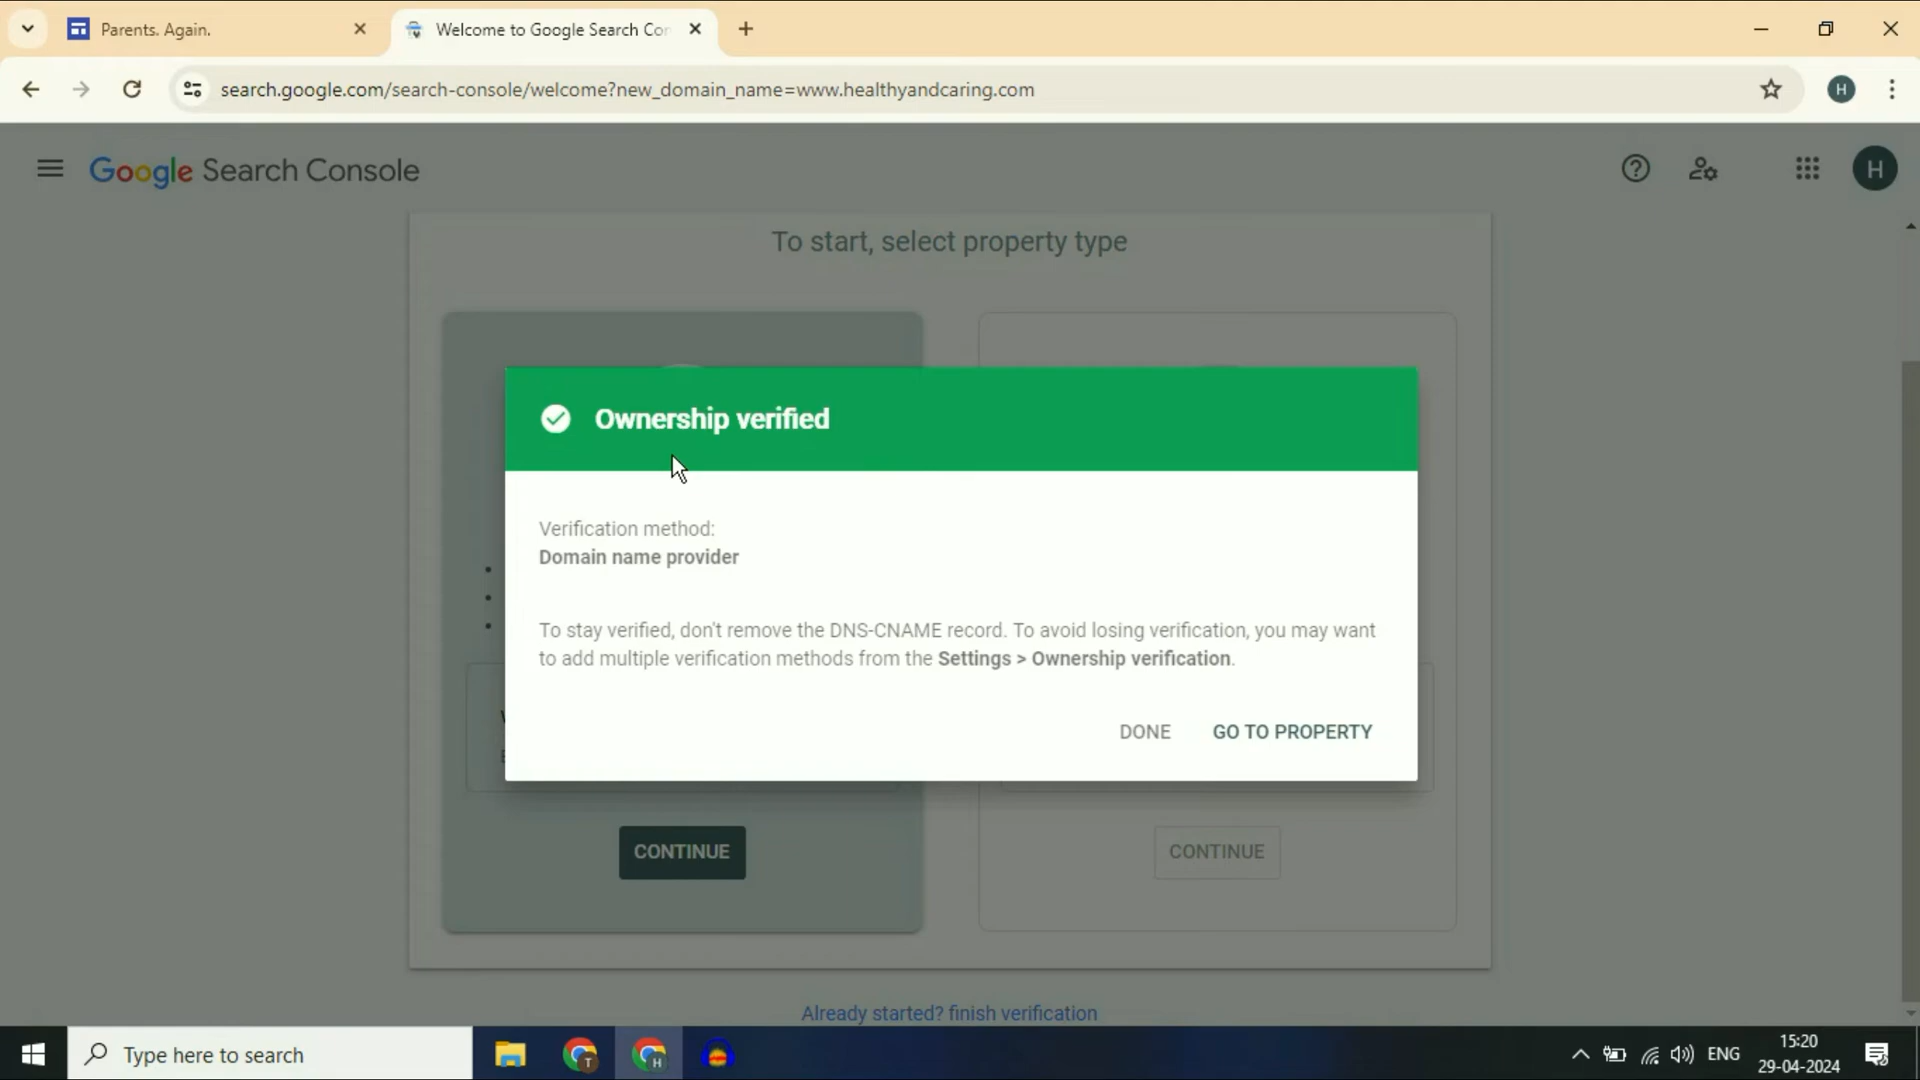 Parents. Again.
Welcome to Google Search Con
search.google.com/search-console/welcome?new_domain_name=www.healthyandcaring.com
H
Google Search Console
H
To start, select property type
Ownership verified
Verification method:
Domain name provider
To stay verified, don't remove the DNS-CNAME record. To avoid losing verification, you may want
to add multiple verification methods from the Settings > Ownership verification.
DONE GO TO PROPERTY
CONTINUE
CONTINUE
Already started? finish verification
Type here to search
T
H
ENG
15:20
29-04-2024